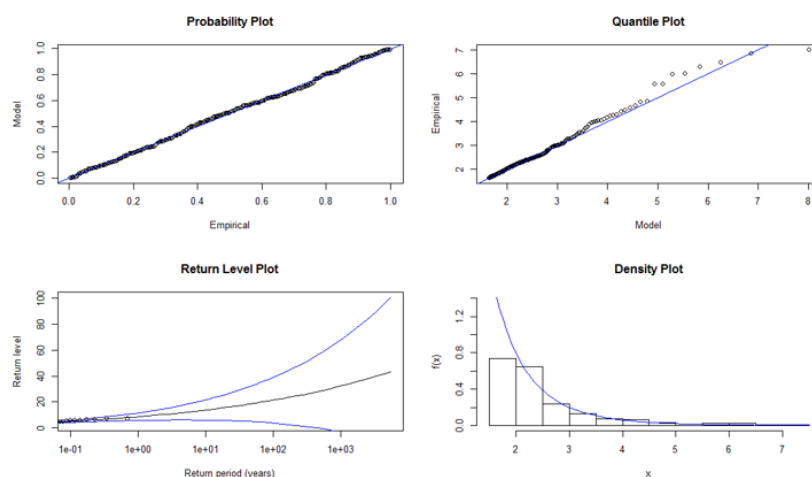 Probability Plot
Model
0.0 0.2 0.4 0.6 0.8 1.0
0.0 0.2 0.4 0.6 0.8 1.0
Empirical
Quantile Plot
Empirical
2 3 4 5 6 7
2 3 4 5 6 7 8
Model
Return Level Plot
Return level
0 20 40 60 80 100
1e-01 1e+00 1e+01 1e+02 1e+03
Return period (years)
Density Plot
f(x)
0.0 0.4 0.8 1.2
2 3 4 5 6 7
x